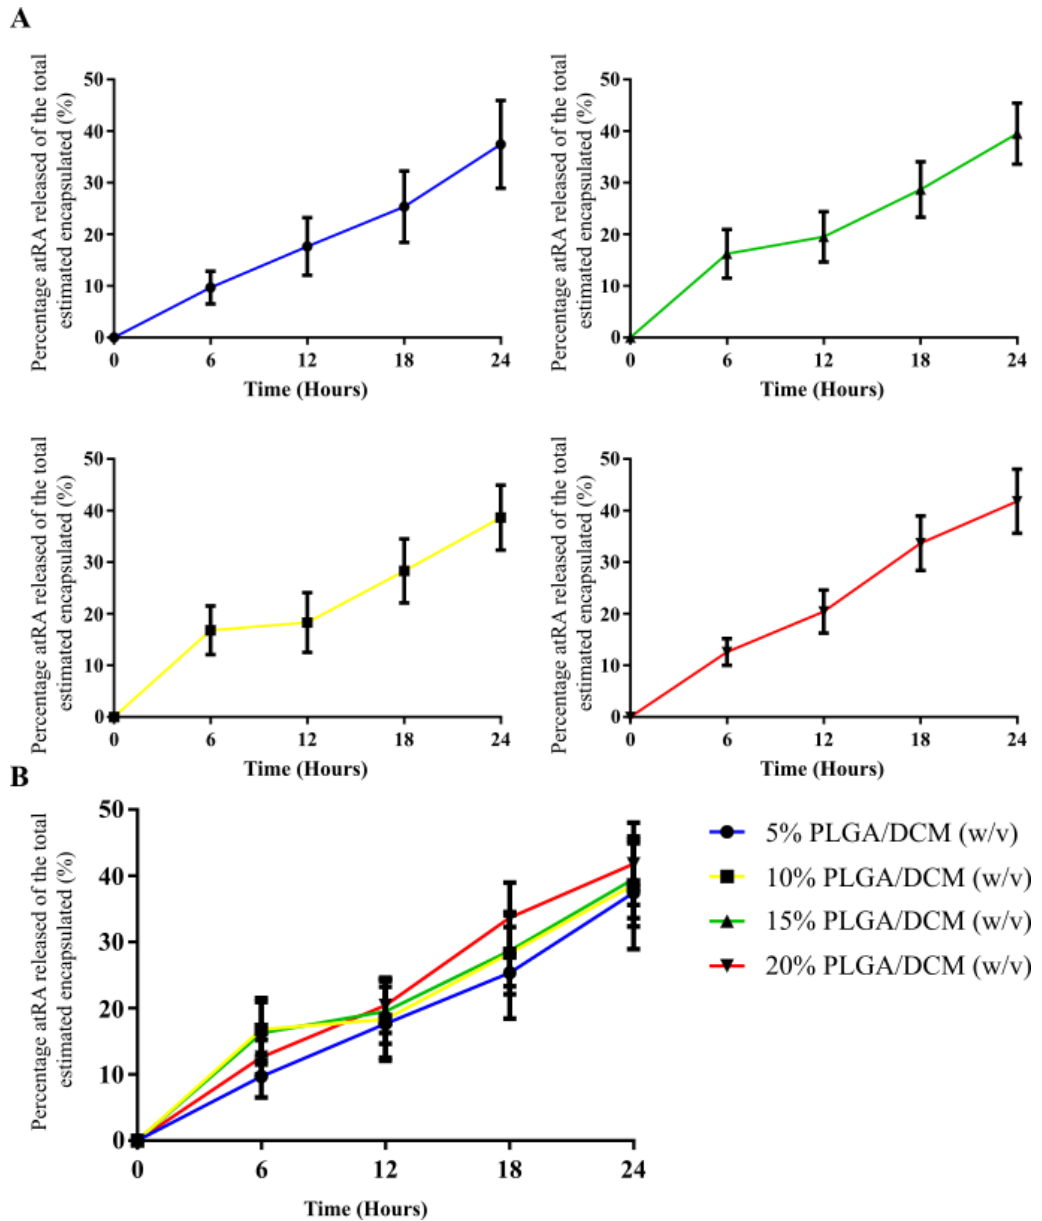 A
Percentage atRA released of the total
estimated encapsulated (%)
50
40
30
20
10
0
0 6 12 18 24
Time (Hours)
Percentage atRA released of the total
estimated encapsulated (%)
50
40
30
20
10
0
0 6 12 18 24
Time (Hours)
Percentage atRA released of the total
estimated encapsulated (%)
50
40
30
20
10
0
0 6 12 18 24
Time (Hours)
Percentage atRA released of the total
estimated encapsulated (%)
50
40
30
20
10
0
0 6 12 18 24
Time (Hours)
B
Percentage atRA released of the total
estimated encapsulated (%)
50
40
30
20
10
0
0 6 12 18 24
Time (Hours)
5% PLGA/DCM (w/v)
10% PLGA/DCM (w/v)
15% PLGA/DCM (w/v)
20% PLGA/DCM (w/v)